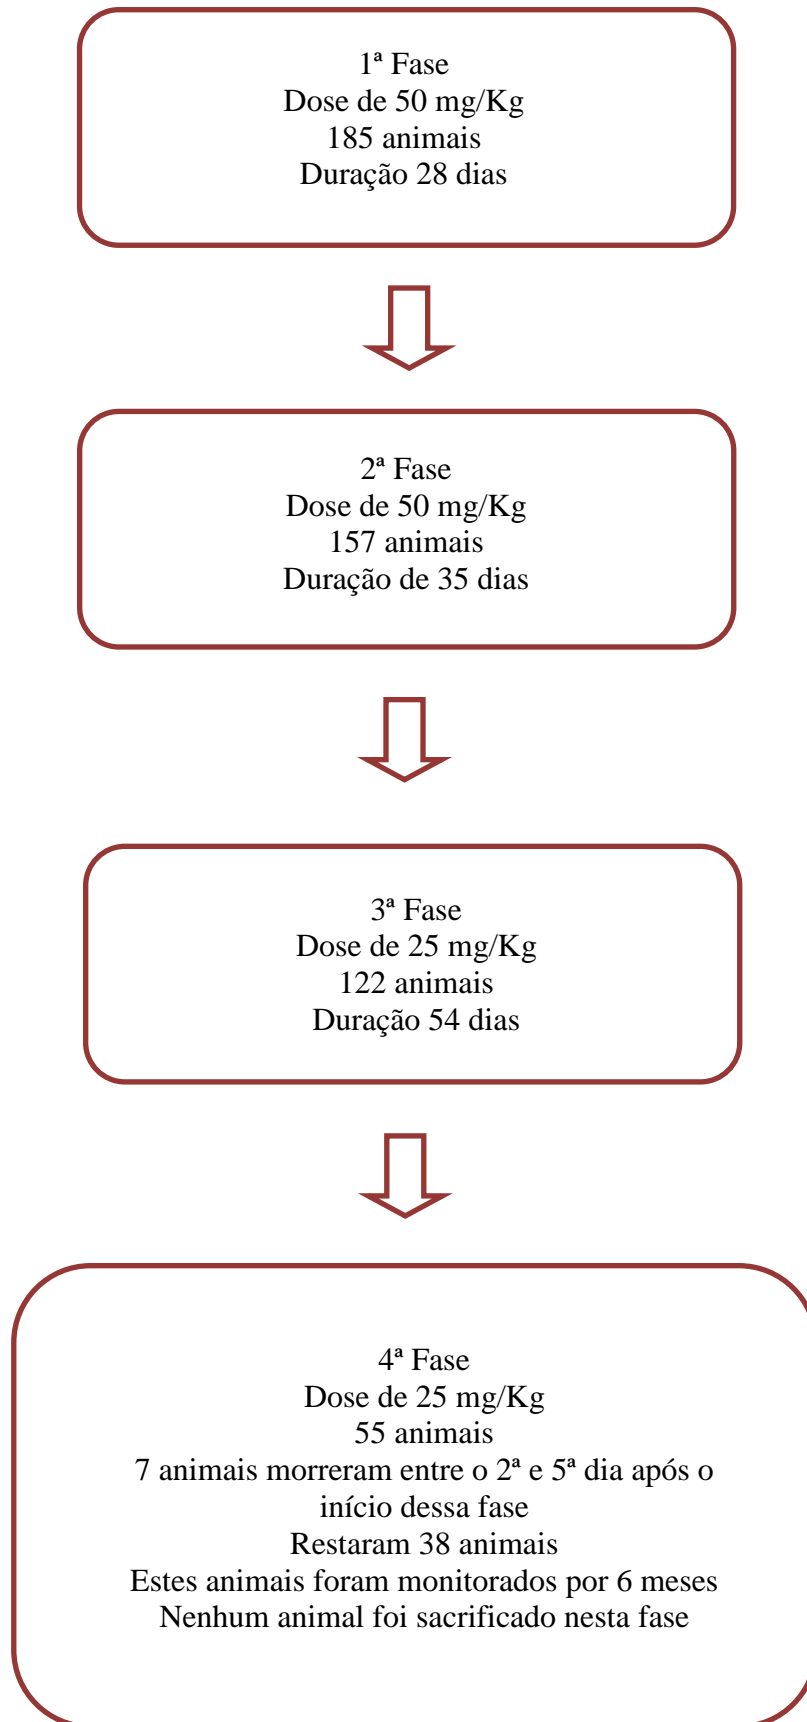 1ª Fase
Dose de 50 mg/Kg
185 animais
Duração 28 dias
2ª Fase
Dose de 50 mg/Kg
157 animais
Duração de 35 dias
3ª Fase
Dose de 25 mg/Kg
122 animais
Duração 54 dias
4ª Fase
Dose de 25 mg/Kg
55 animais
7 animais morreram entre o 2ª e 5ª dia após o
início dessa fase
Restaram 38 animais
Estes animais foram monitorados por 6 meses
Nenhum animal foi sacrificado nesta fase